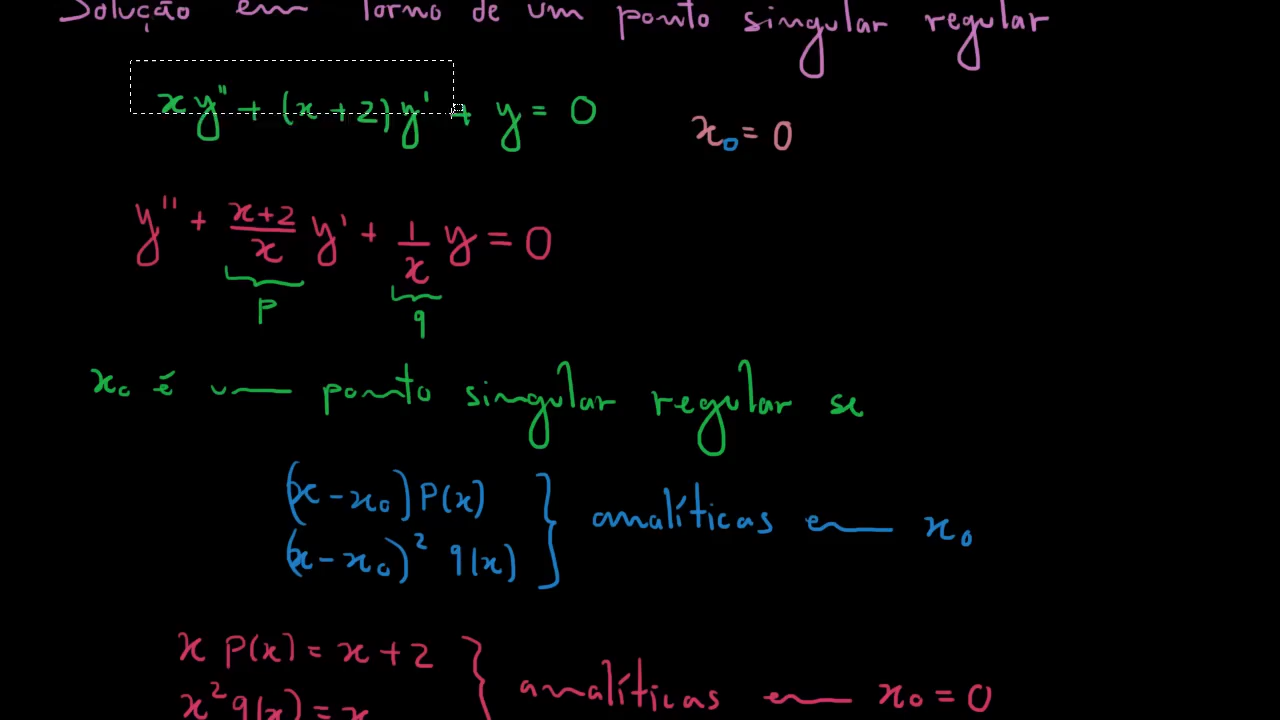 Solução em torno de um ponto singular regular
xy'' + (x+2)y' + y = 0
x₀ = 0
y'' + (x+2)/x y' + 1/x y = 0
P
q
x₀ é um ponto singular regular se
(x-x₀)P(x)
(x-x₀)² q(x)
} analíticas em x₀
x P(x) = x+2
x² q(x) = x
} analíticas em x₀ = 0